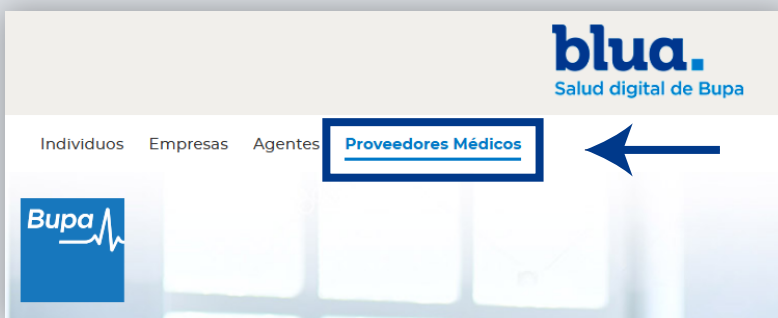 blua.
Salud digital de Bupa
Individuos Empresas Agentes Proveedores Médicos
Bupa